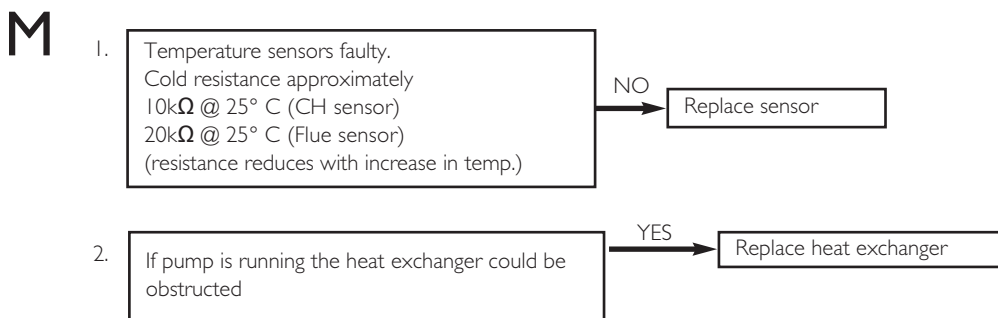 M
1. Temperature sensors faulty.
Cold resistance approximately
10kΩ @ 25° C (CH sensor)
20kΩ @ 25° C (Flue sensor)
(resistance reduces with increase in temp.)
NO
Replace sensor
2. If pump is running the heat exchanger could be
obstructed
YES
Replace heat exchanger